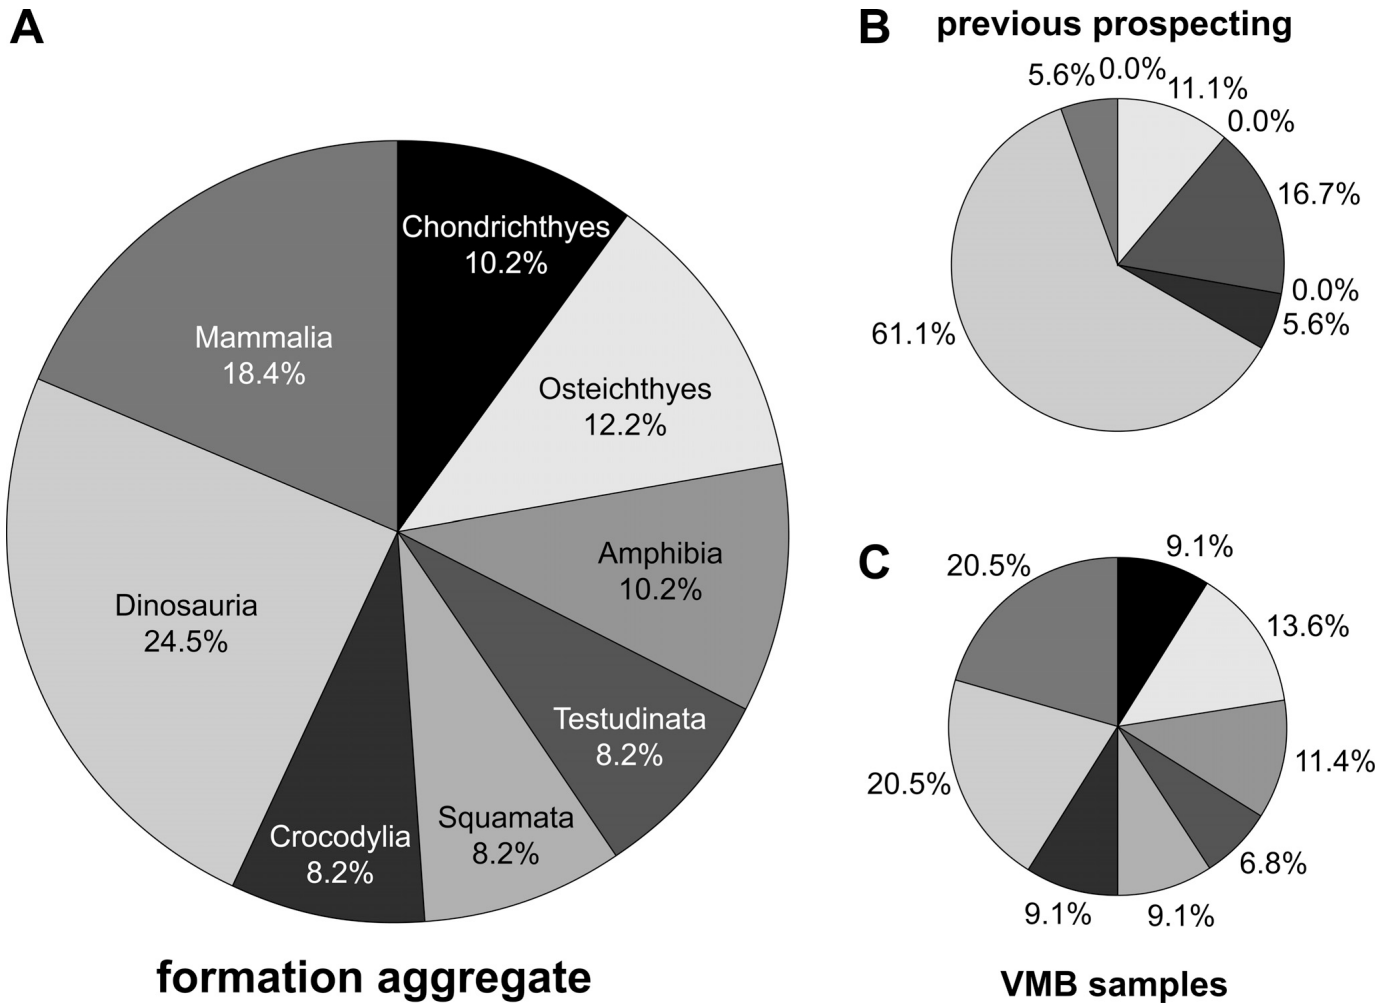 A
Chondrichthyes
10.2%
Osteichthyes
12.2%
Amphibia
10.2%
Testudinata
8.2%
Squamata
8.2%
Crocodylia
8.2%
Dinosauria
24.5%
Mammalia
18.4%
formation aggregate
B
previous prospecting
0.0%
11.1%
0.0%
16.7%
0.0%
5.6%
61.1%
5.6%
C
9.1%
13.6%
11.4%
6.8%
9.1%
9.1%
20.5%
20.5%
VMB samples